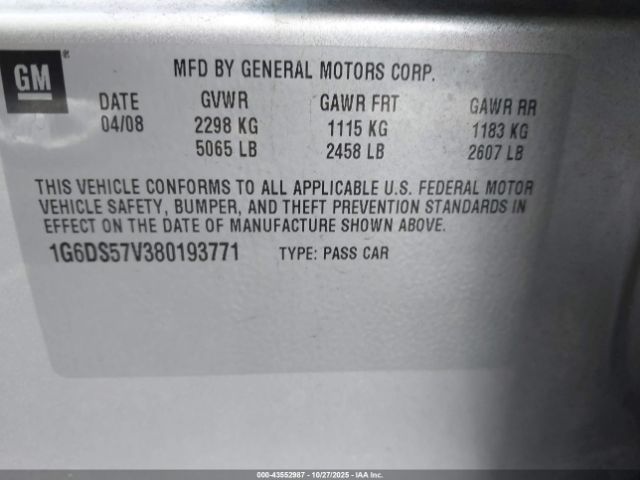 GM
MFD BY GENERAL MOTORS CORP.
DATE GVWR GAWR FRT GAWR RR
04/08 2298 KG 1115 KG 1183 KG
5065 LB 2458 LB 2607 LB
THIS VEHICLE CONFORMS TO ALL APPLICABLE U.S. FEDERAL MOTOR
VEHICLE SAFETY, BUMPER, AND THEFT PREVENTION STANDARDS IN
EFFECT ON THE DATE OF MANUFACTURE SHOWN ABOVE.
1G6DS57V380193771 TYPE: PASS CAR
000-43552987 - 10/27/2025 - IAA Inc.